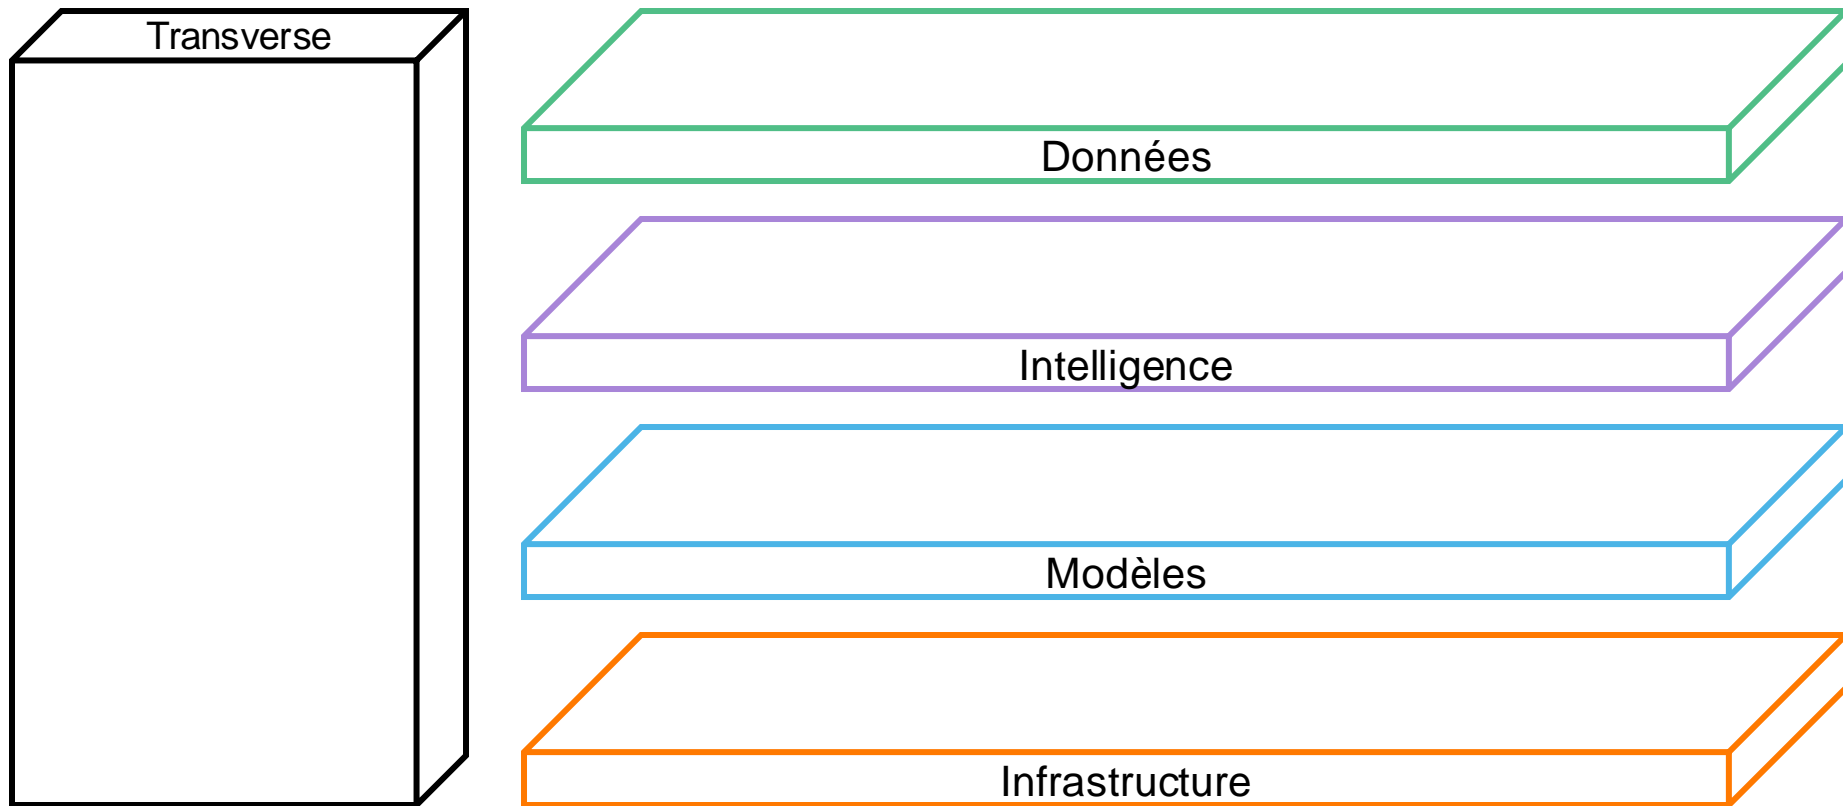 Transverse
Données
Intelligence
Modèles
Infrastructure